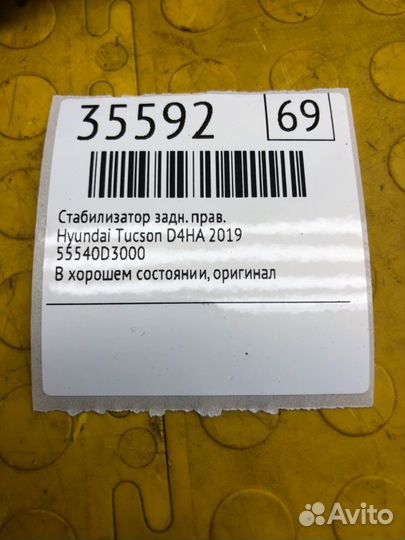 35592 69
Стабилизатор задн. прав.
Hyundai Tucson D4HA 2019
55540D3000
В хорошем состоянии, оригинал
Avito